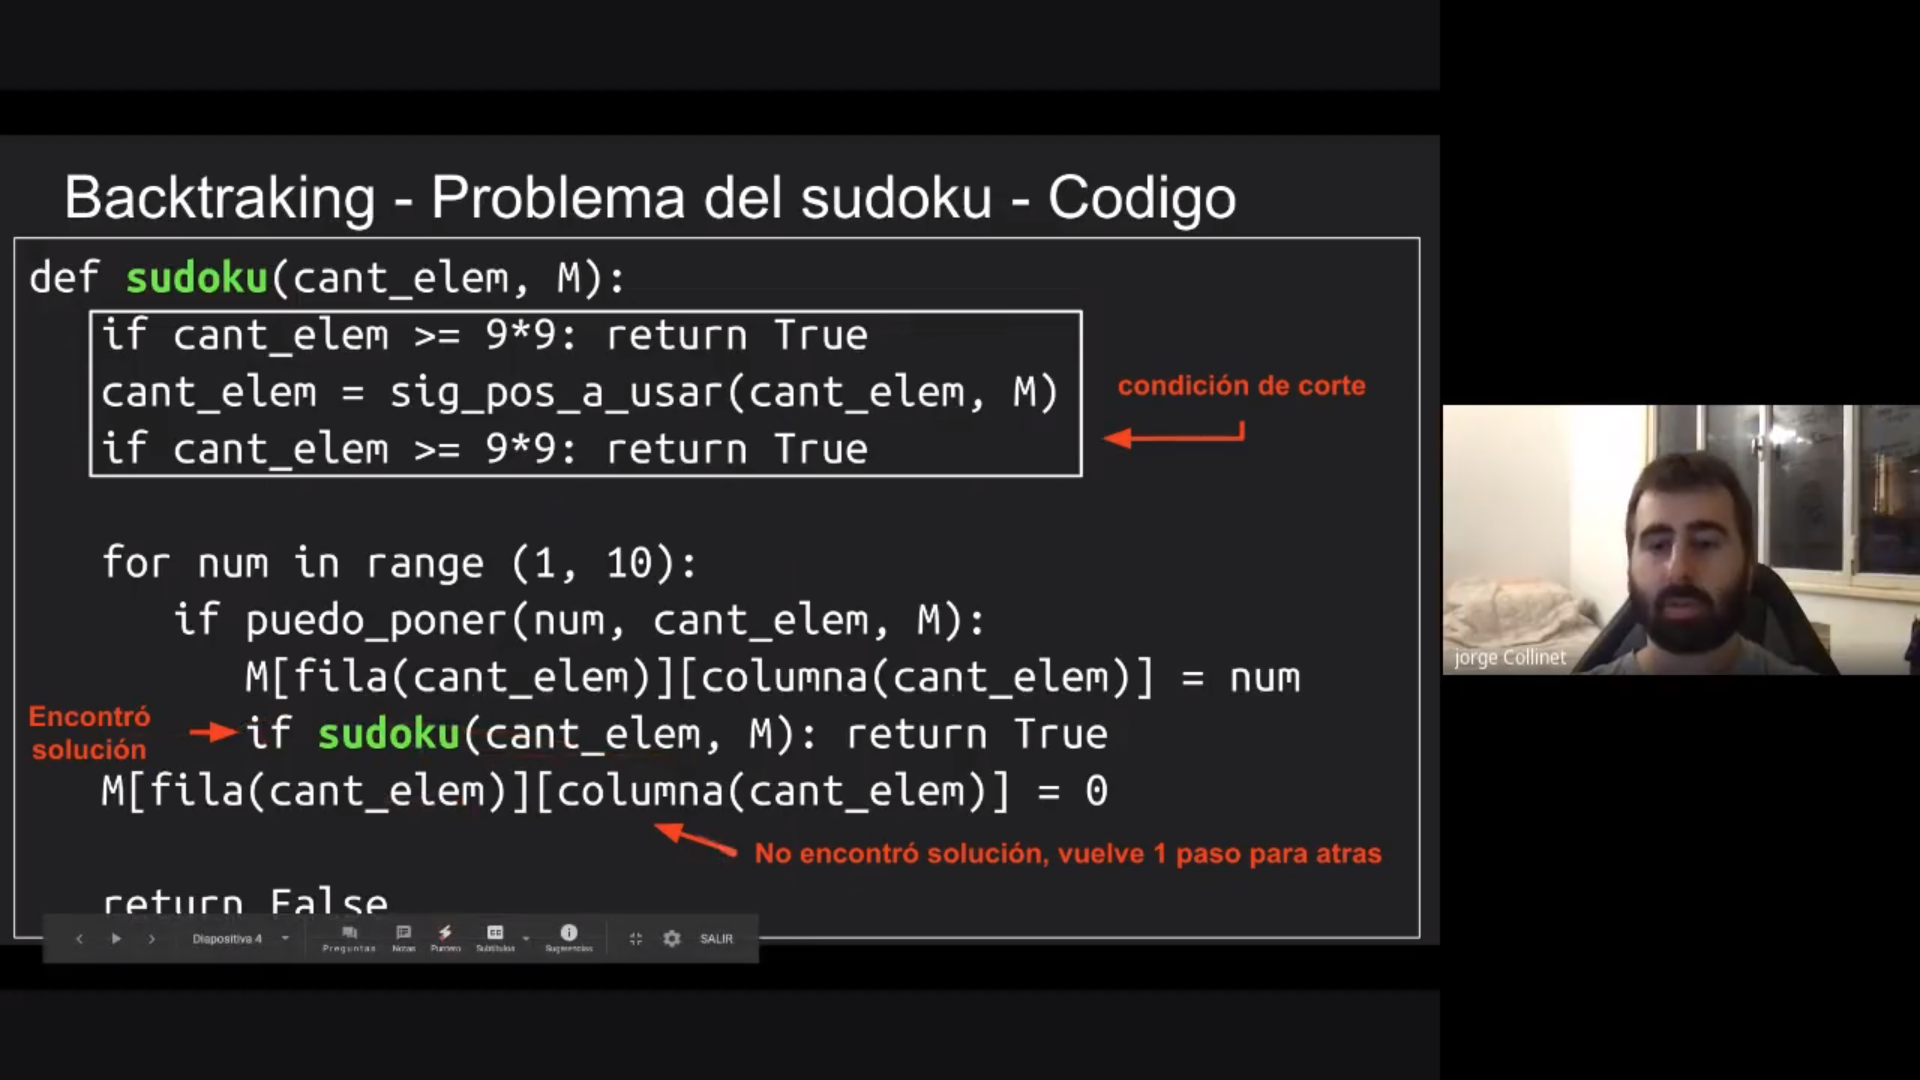 Backtraking - Problema del sudoku - Codigo
def sudoku(cant_elem, M):
if cant_elem >= 9*9: return True
cant_elem = sig_pos_a_usar(cant_elem, M)
if cant_elem >= 9*9: return True
condición de corte
for num in range (1, 10):
if puedo_poner(num, cant_elem, M):
M[fila(cant_elem)][columna(cant_elem)] = num
Encontró
solución
if sudoku(cant_elem, M): return True
M[fila(cant_elem)][columna(cant_elem)] = 0
No encontró solución, vuelve 1 paso para atras
return False
Diapositiva 4
Preguntas
Notas
Puntero
Subtítulos
Sugerencias
SALIR
jorge Collinet